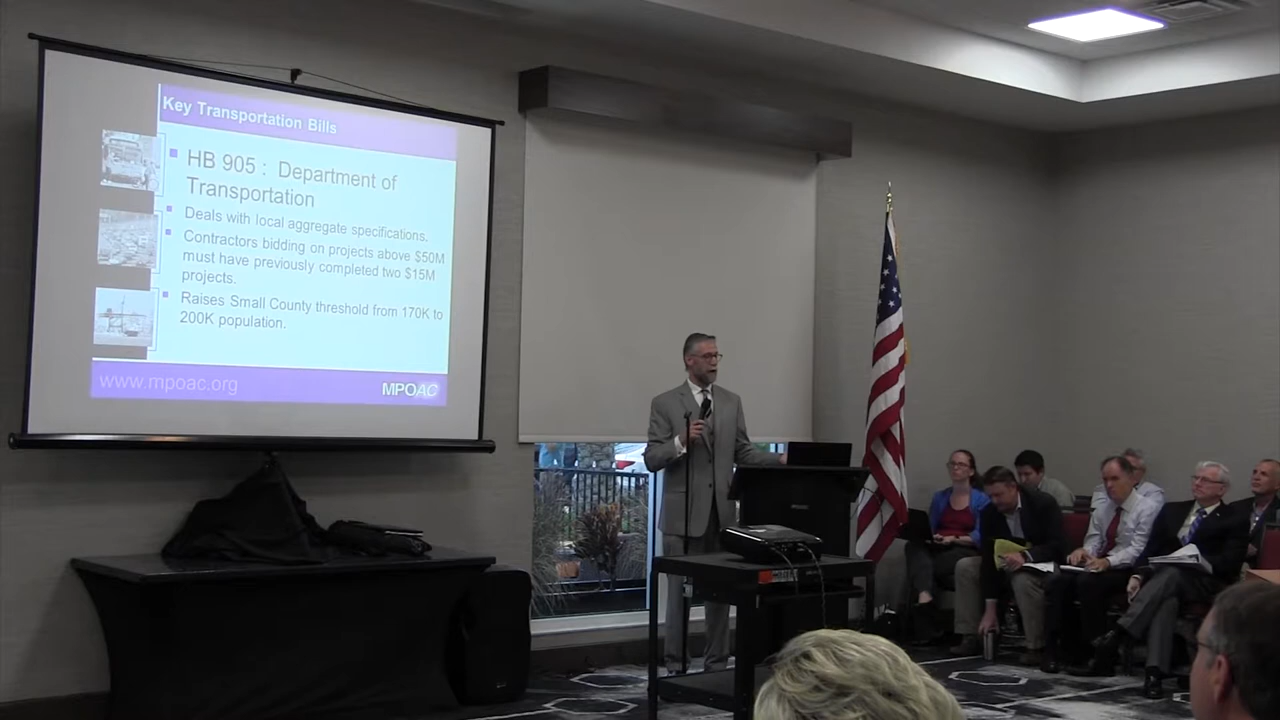 Key Transportation Bills
HB 905 : Department of
Transportation
Deals with local aggregate specifications,
Contractors bidding on projects above $50M
must have previously completed two $15M
projects.
Raises Small County threshold from 170K to
200K population.
www.mpoac.org
MPOAC